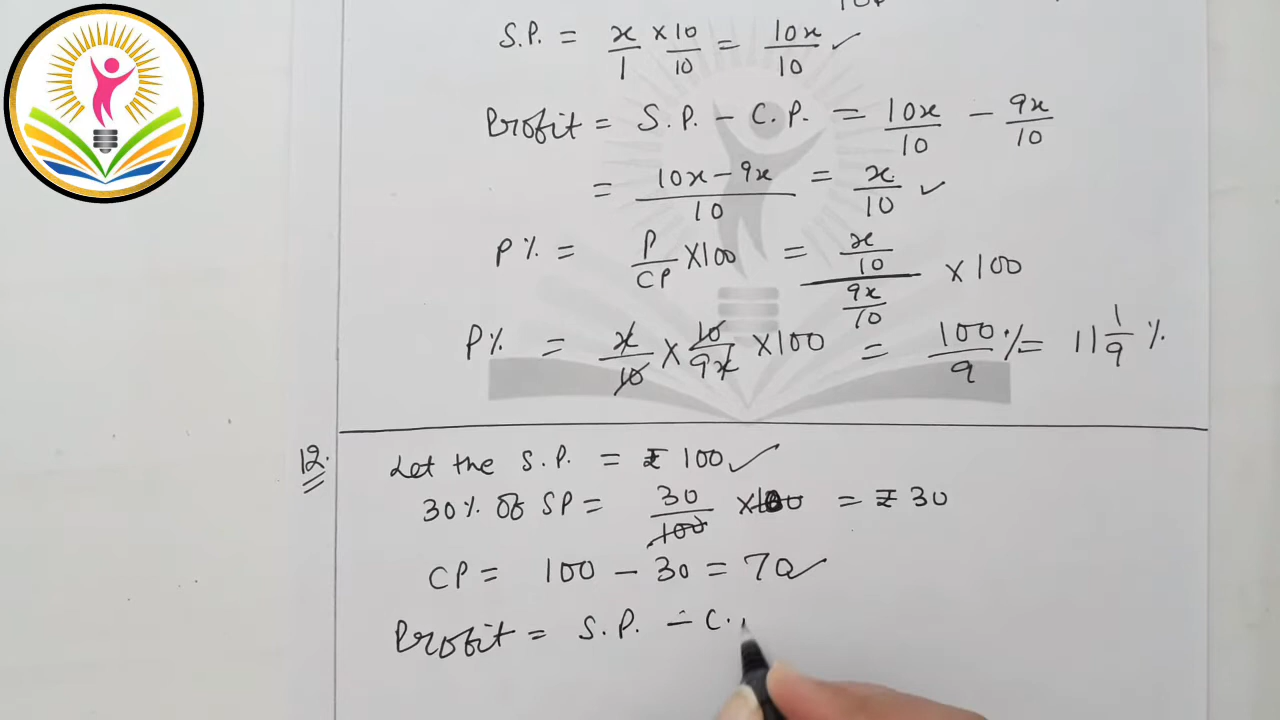 S.P. = x/1 × 10/10 = 10x/10 ✓
Profit = S.P. – C.P. = 10x/10 – 9x/10
= 10x – 9x/10 = x/10 ✓
P% = P/CP × 100 = x/10 / 9x/10 × 100
P% = x/10 × 10/9x × 100 = 100/9 % = 11 1/9 %
12. Let the S.P. = ₹ 100 ✓
30% of SP = 30/100 × 100 = ₹ 30
CP = 100 – 30 = 70 ✓
Profit = S.P. – C.